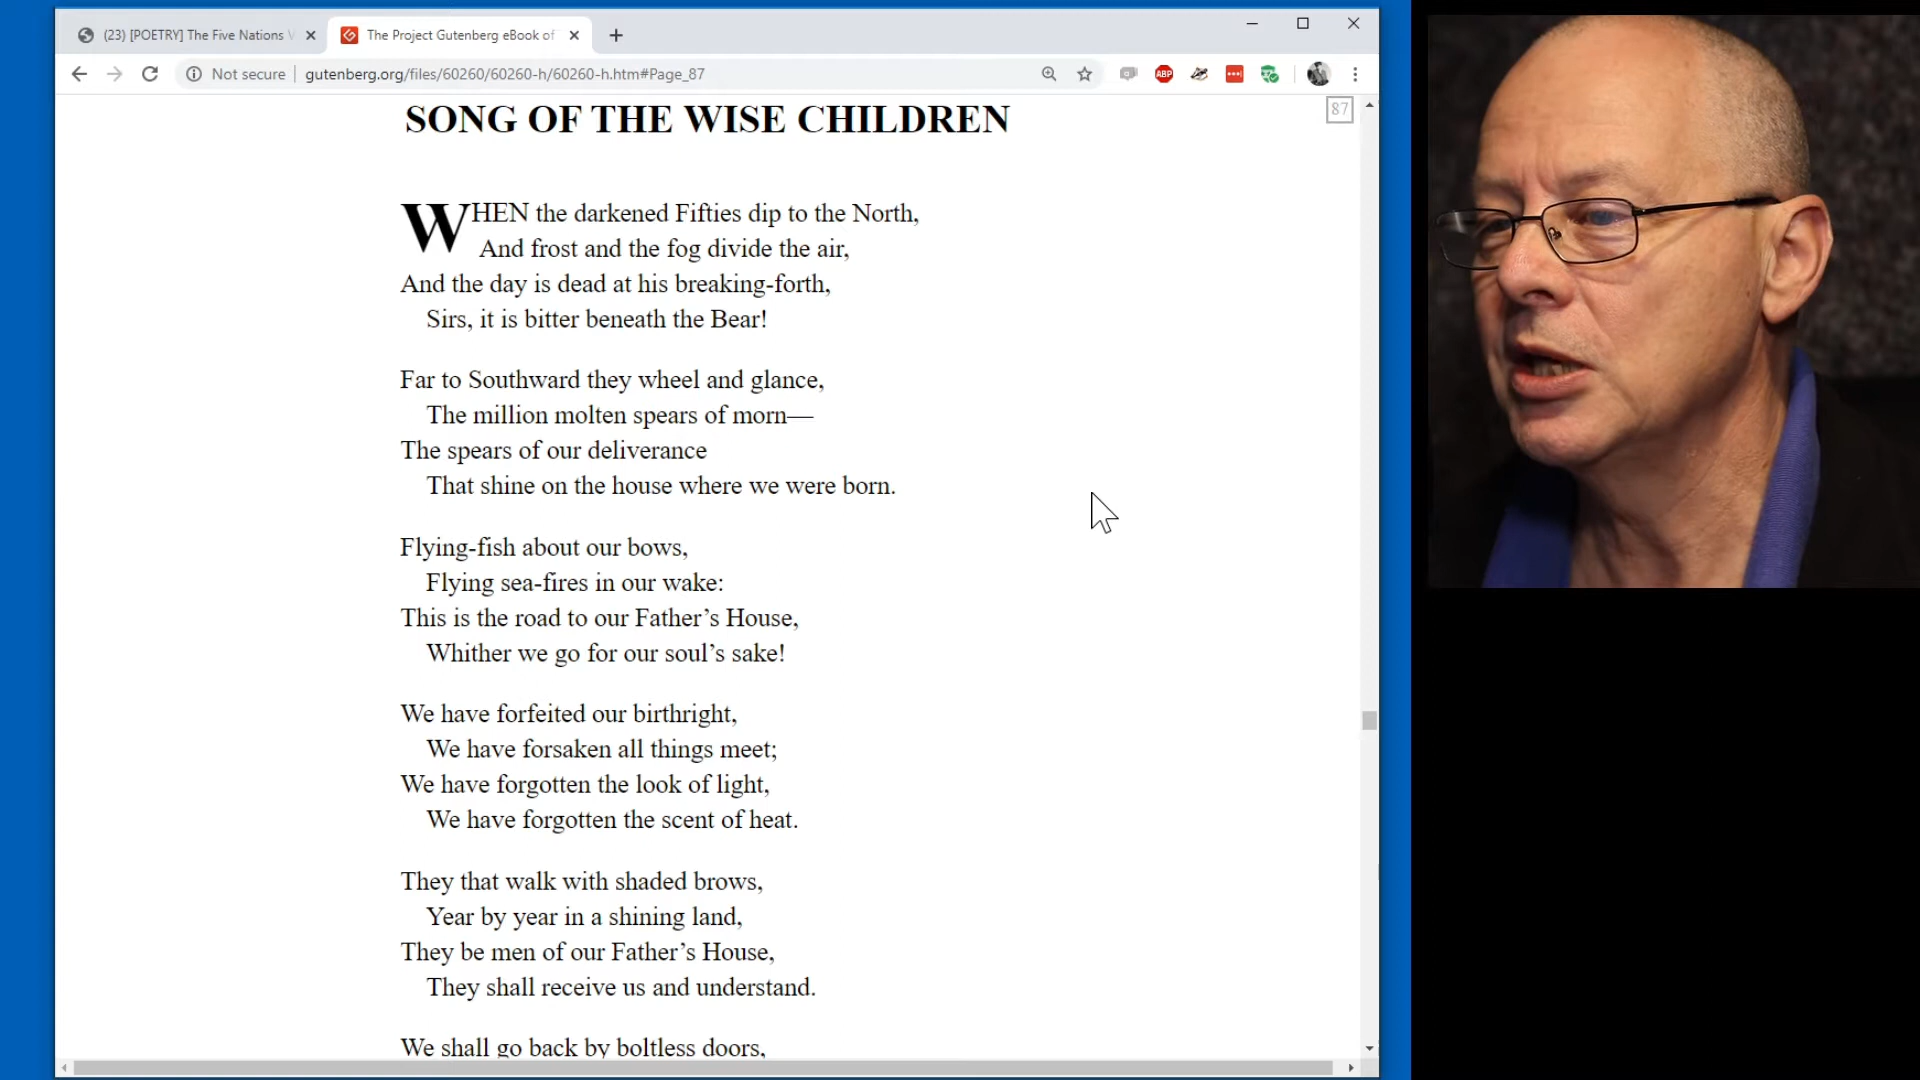 (23) [POETRY] The Five Nations
The Project Gutenberg eBook of
Not secure
gutenberg.org/files/60260/60260-h/60260-h.htm#Page_87
ABP
SONG OF THE WISE CHILDREN
87
WHEN the darkened Fifties dip to the North,
And frost and the fog divide the air,
And the day is dead at his breaking-forth,
Sirs, it is bitter beneath the Bear!
Far to Southward they wheel and glance,
The million molten spears of morn—
The spears of our deliverance
That shine on the house where we were born.
Flying-fish about our bows,
Flying sea-fires in our wake:
This is the road to our Father’s House,
Whither we go for our soul’s sake!
We have forfeited our birthright,
We have forsaken all things meet;
We have forgotten the look of light,
We have forgotten the scent of heat.
They that walk with shaded brows,
Year by year in a shining land,
They be men of our Father’s House,
They shall receive us and understand.
We shall go back by boltless doors,